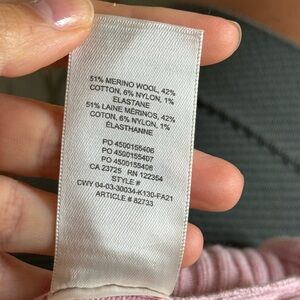 51% MERINO WOOL, 42%
COTTON, 6% NYLON, 1%
ELASTANE
51% LAINE MÉRINOS, 42%
COTON, 6% NYLON, 1%
ÉLASTHANNE
PO 4500155406
PO 4500155407
PO 4500155408
CA 23725 RN 122354
STYLE #
CWY 04-03-30034-K130-FA21
ARTICLE # 82733